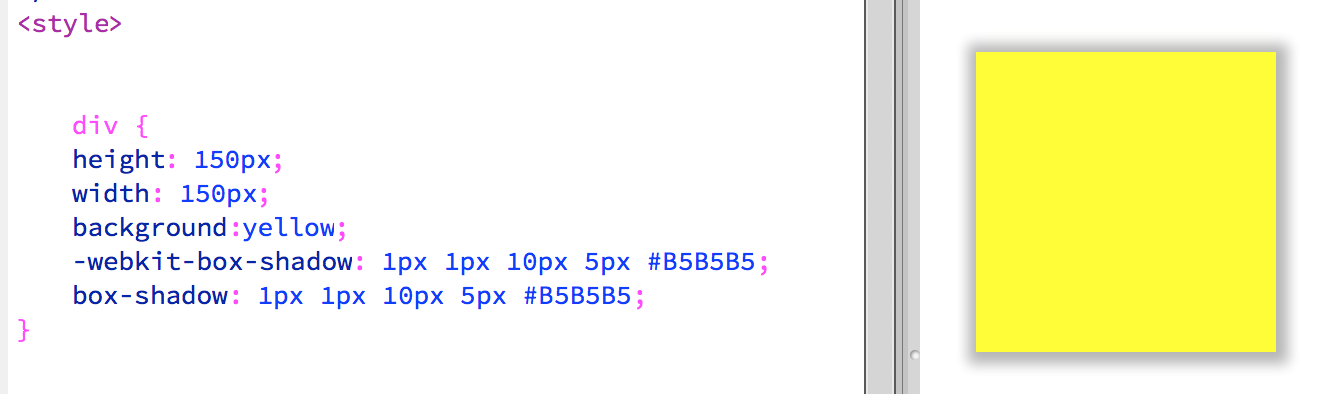 <style>
div {
height: 150px;
width: 150px;
background:yellow;
-webkit-box-shadow: 1px 1px 10px 5px #B5B5B5;
box-shadow: 1px 1px 10px 5px #B5B5B5;
}